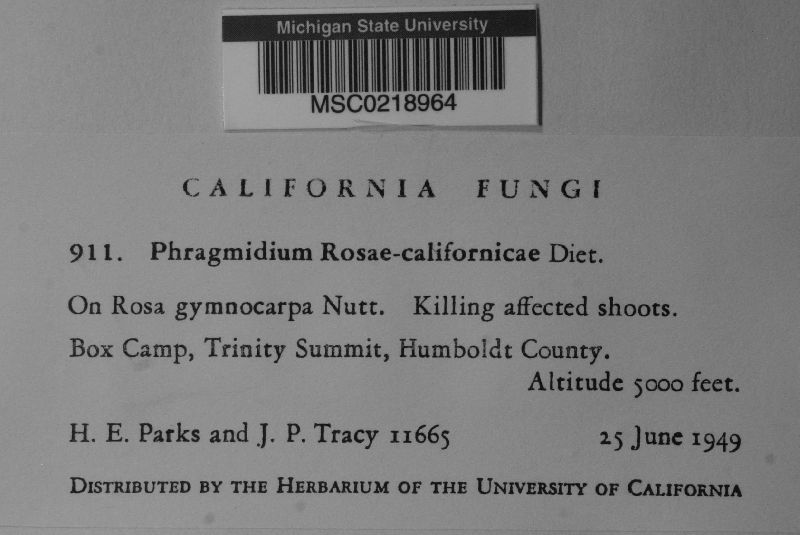 Michigan State University
MSC0218964
CALIFORNIA FUNGI
911. Phragmidium Rosae-californicae Diet.
On Rosa gymnocarpa Nutt. Killing affected shoots.
Box Camp, Trinity Summit, Humboldt County.
Altitude 5000 feet.
H. E. Parks and J. P. Tracy 11665 25 June 1949
DISTRIBUTED BY THE HERBARIUM OF THE UNIVERSITY OF CALIFORNIA